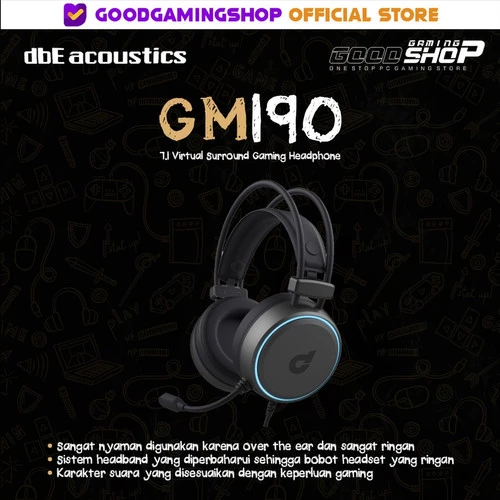 GOODGAMINGSHOP OFFICIAL STORE
dbE acoustics
GOOD GAMING SHOP
ONE STOP PC GAMING STORE
GM190
7.1 Virtual Surround Gaming Headphone
• Sangat nyaman digunakan karena over the ear dan sangat ringan
• Sistem headband yang diperbaharui sehingga bobot headset yang ringan
• Karakter suara yang disesuaikan dengan keperluan gaming